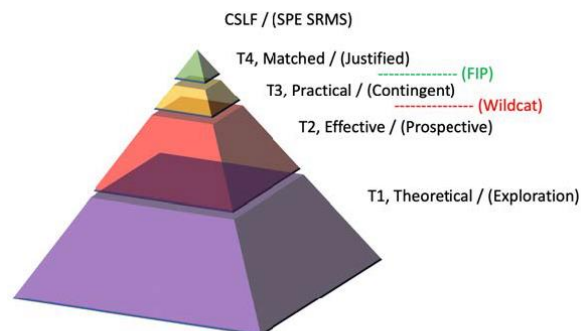 CSLF / (SPE SRMS)
T4, Matched / (Justified)
---------------- (FIP)
T3, Practical / (Contingent)
--------------- (Wildcat)
T2, Effective / (Prospective)
T1, Theoretical / (Exploration)